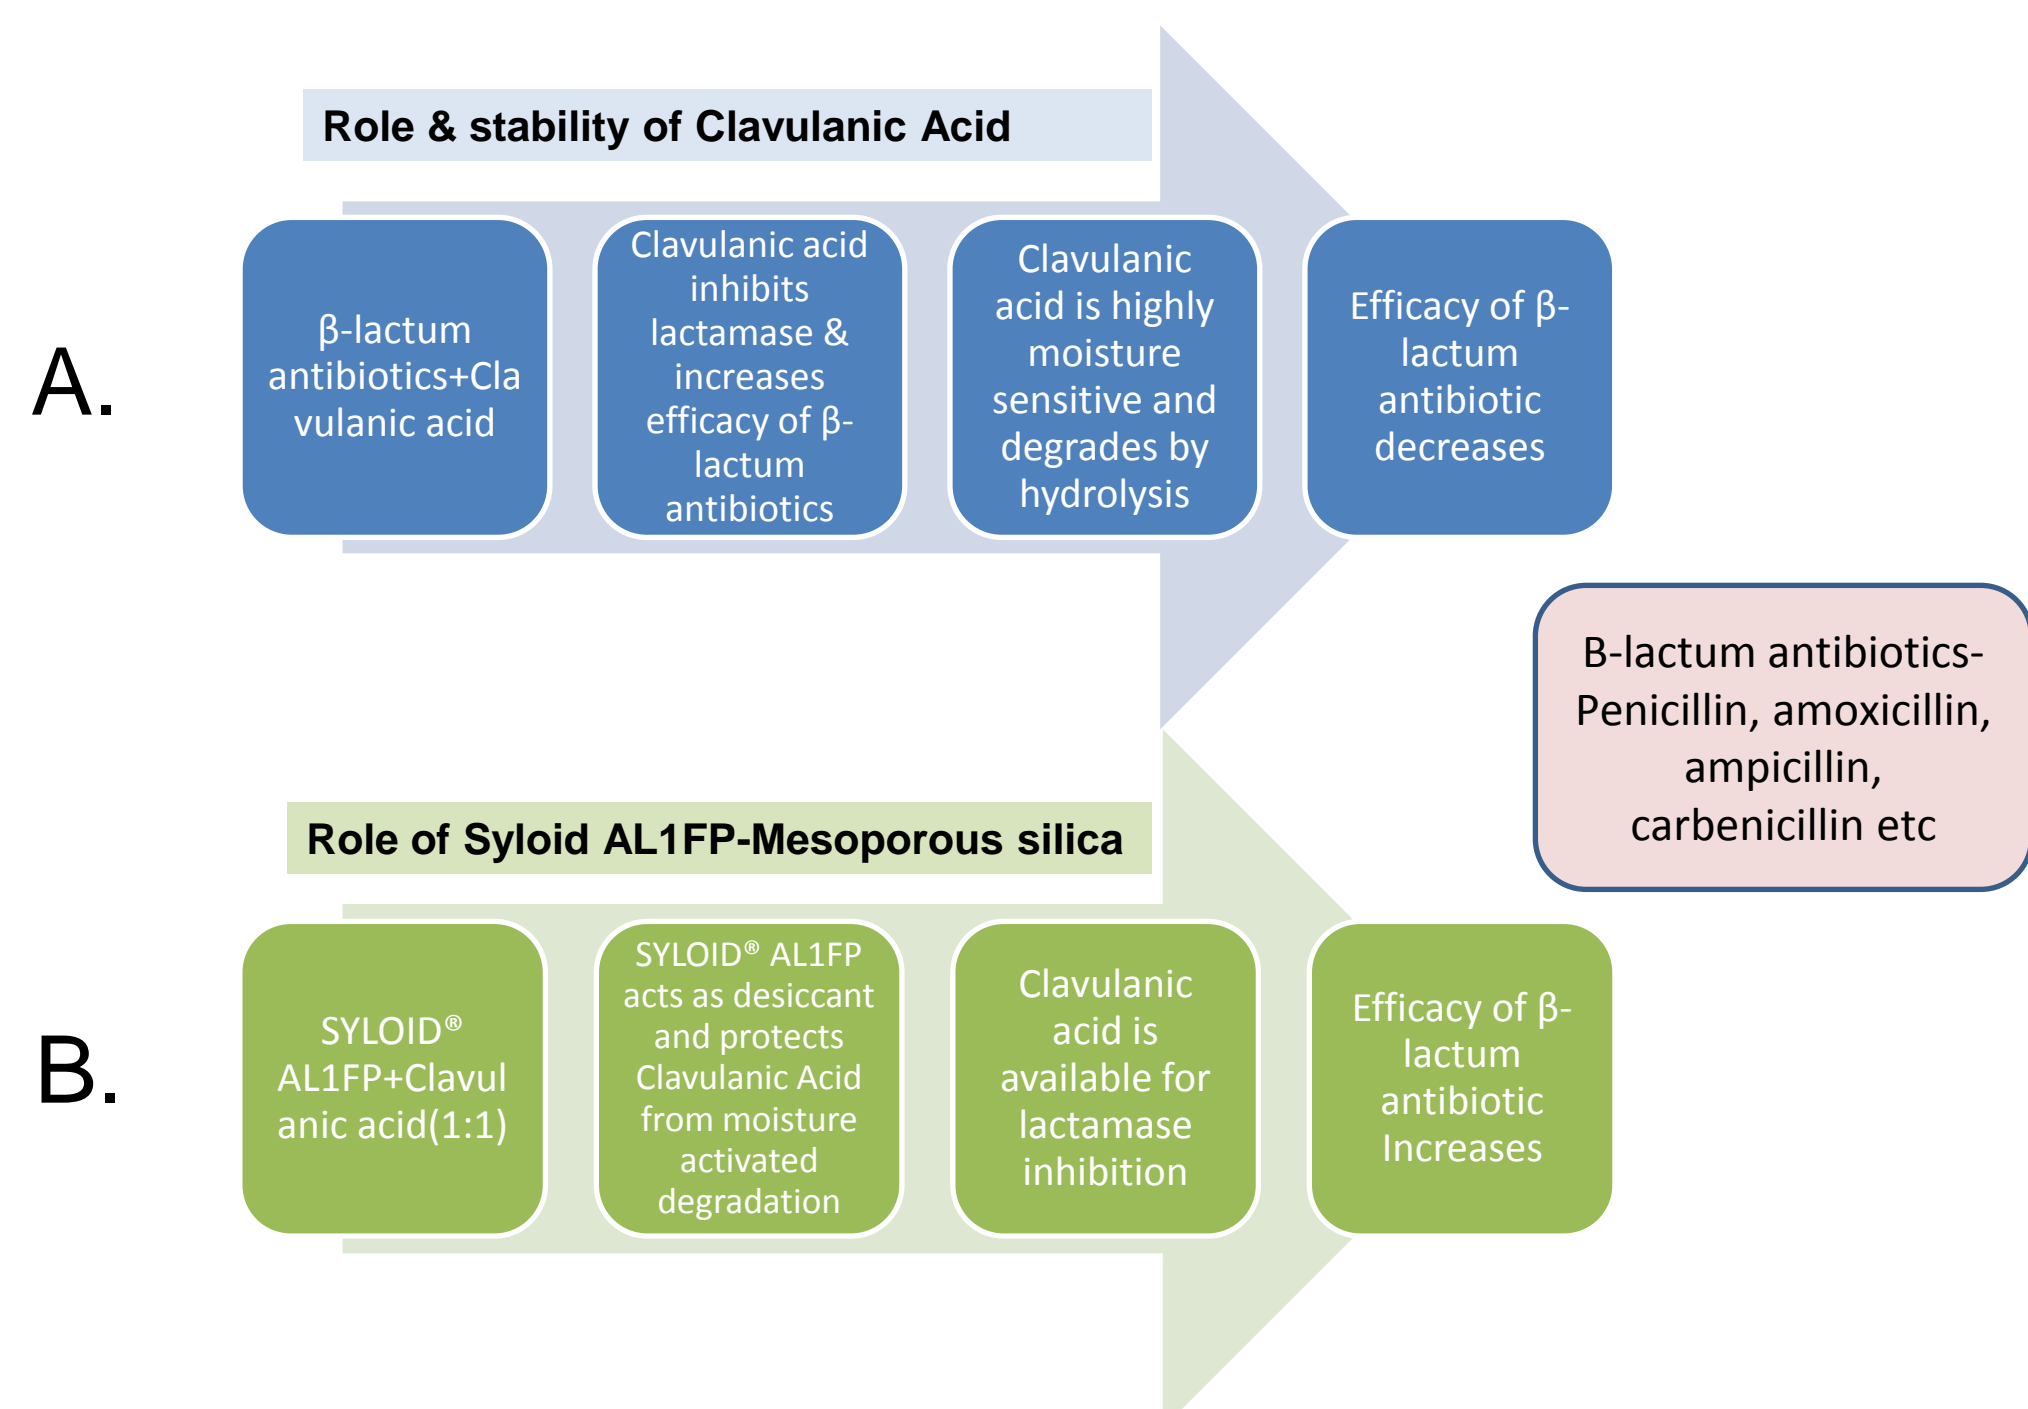 Role & stability of Clavulanic Acid
A.
β-lactum
antibiotics+Cla
vulanic acid
Clavulanic acid
inhibits
lactamase &
increases
efficacy of β-
lactum
antibiotics
Clavulanic
acid is highly
moisture
sensitive and
degrades by
hydrolysis
Efficacy of β-
lactum
antibiotic
decreases
B-lactum antibiotics-
Penicillin, amoxicillin,
ampicillin,
carbenicillin etc
Role of Syloid AL1FP-Mesoporous silica
B.
SYLOID®
AL1FP+Clavul
anic acid(1:1)
SYLOID® AL1FP
acts as desiccant
and protects
Clavulanic Acid
from moisture
activated
degradation
Clavulanic
acid is
available for
lactamase
inhibition
Efficacy of β-
lactum
antibiotic
Increases